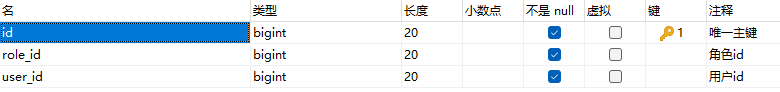 名 类型 长度 小数点 不是 null 虚拟 键 注释
id bigint 20 1 唯一主键
role_id bigint 20 角色id
user_id bigint 20 用户id